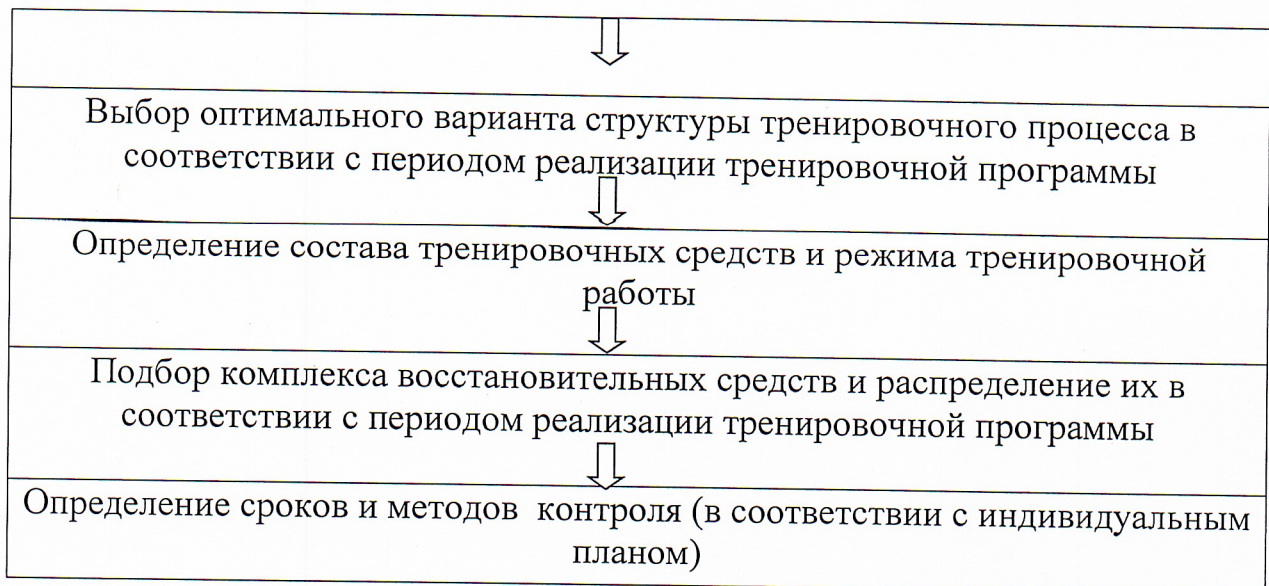 Выбор оптимального варианта структуры тренировочного процесса в
соответствии с периодом реализации тренировочной программы
Определение состава тренировочных средств и режима тренировочной
работы
Подбор комплекса восстановительных средств и распределение их в
соответствии с периодом реализации тренировочной программы
Определение сроков и методов контроля (в соответствии с индивидуальным
планом)